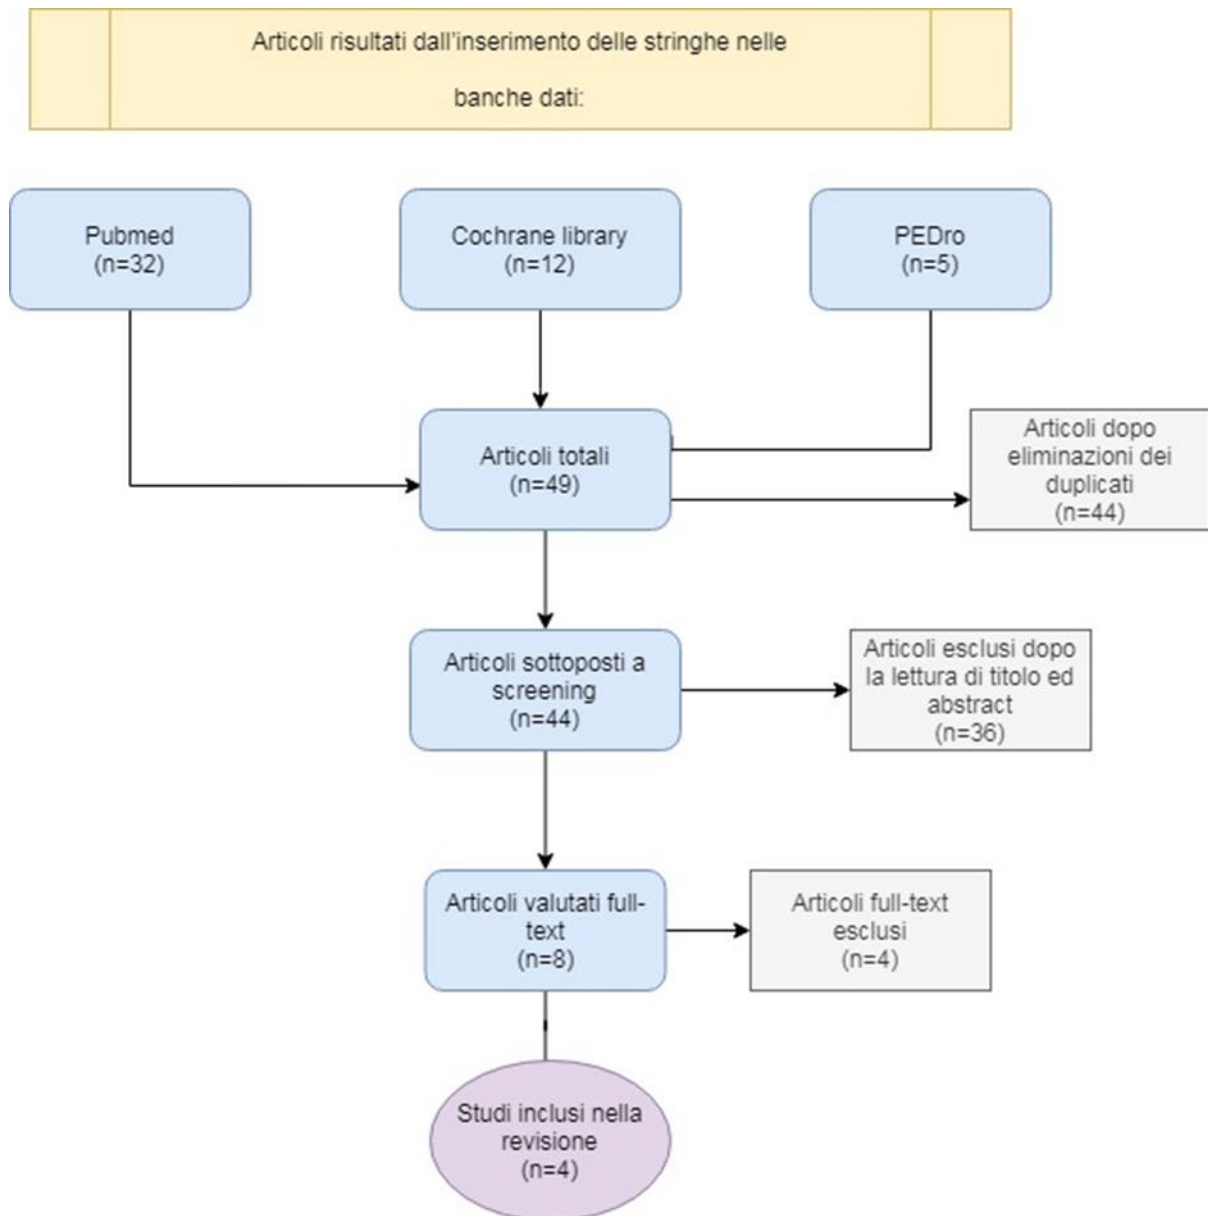 Articoli risultati dall'inserimento delle stringhe nelle
banche dati:
Pubmed
(n=32)
Cochrane library
(n=12)
PEDro
(n=5)
Articoli totali
(n=49)
Articoli dopo
eliminazioni dei
duplicati
(n=44)
Articoli sottoposti a
screening
(n=44)
Articoli esclusi dopo
la lettura di titolo ed
abstract
(n=36)
Articoli valutati full-
text
(n=8)
Articoli full-text
esclusi
(n=4)
Studi inclusi nella
revisione
(n=4)